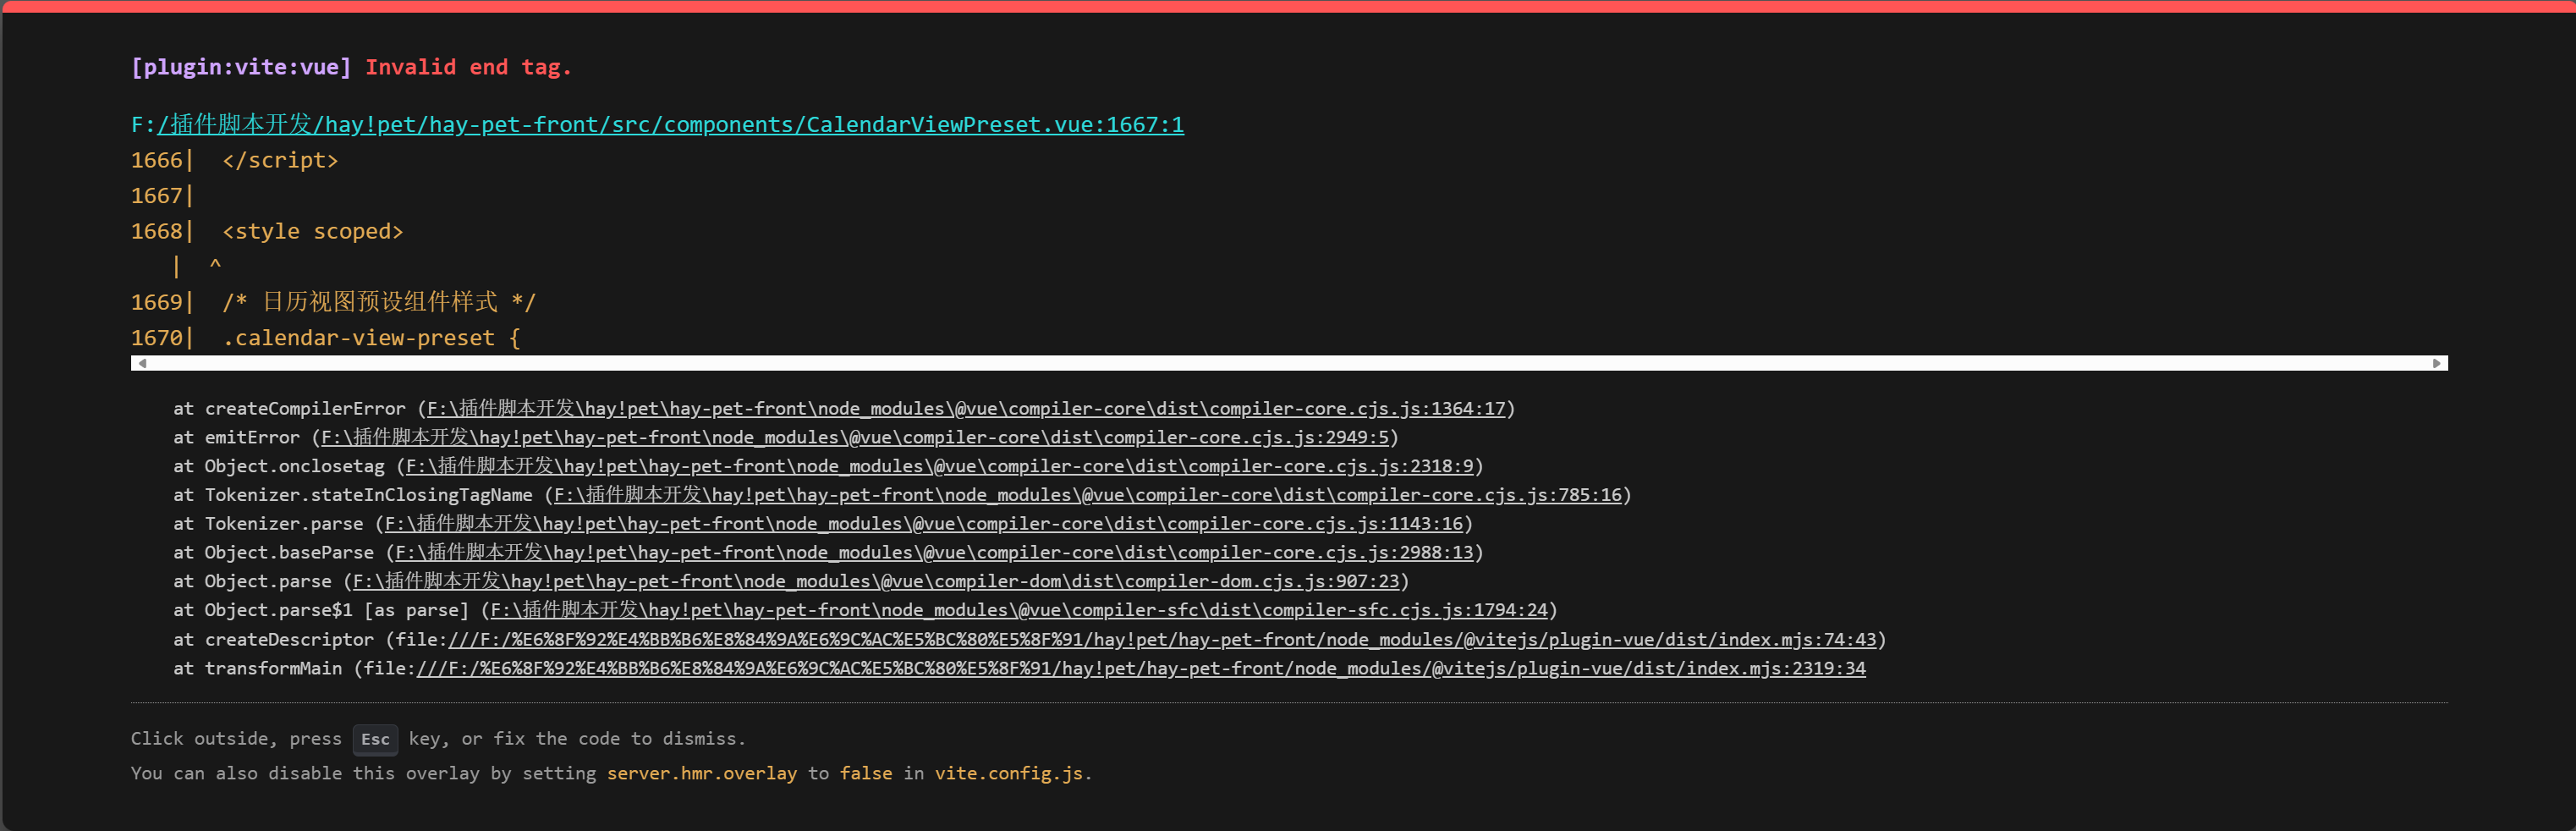 [plugin:vite:vue] Invalid end tag.
F:/插件脚本开发/hay!pet/hay-pet-front/src/components/CalendarViewPreset.vue:1667:1
1666|  </script>
1667|
1668|  <style scoped>
   |  ^
1669|  /* 日历视图预设组件样式 */
1670|  .calendar-view-preset {
at createCompilerError (F:\插件脚本开发\hay!pet\hay-pet-front\node_modules\@vue\compiler-core\dist\compiler-core.cjs.js:1364:17)
at emitError (F:\插件脚本开发\hay!pet\hay-pet-front\node_modules\@vue\compiler-core\dist\compiler-core.cjs.js:2949:5)
at Object.onclosetag (F:\插件脚本开发\hay!pet\hay-pet-front\node_modules\@vue\compiler-core\dist\compiler-core.cjs.js:2318:9)
at Tokenizer.stateInClosingTagName (F:\插件脚本开发\hay!pet\hay-pet-front\node_modules\@vue\compiler-core\dist\compiler-core.cjs.js:785:16)
at Tokenizer.parse (F:\插件脚本开发\hay!pet\hay-pet-front\node_modules\@vue\compiler-core\dist\compiler-core.cjs.js:1143:16)
at Object.baseParse (F:\插件脚本开发\hay!pet\hay-pet-front\node_modules\@vue\compiler-core\dist\compiler-core.cjs.js:2988:13)
at Object.parse (F:\插件脚本开发\hay!pet\hay-pet-front\node_modules\@vue\compiler-dom\dist\compiler-dom.cjs.js:907:23)
at Object.parse$1 [as parse] (F:\插件脚本开发\hay!pet\hay-pet-front\node_modules\@vue\compiler-sfc\dist\compiler-sfc.cjs.js:1794:24)
at createDescriptor (file:///F:/%E6%8F%92%E4%BB%B6%E8%84%9A%E6%9C%AC%E5%BC%80%E5%8F%91/hay!pet/hay-pet-front/node_modules/@vitejs/plugin-vue/dist/index.mjs:74:43)
at transformMain (file:///F:/%E6%8F%92%E4%BB%B6%E8%84%9A%E6%9C%AC%E5%BC%80%E5%8F%91/hay!pet/hay-pet-front/node_modules/@vitejs/plugin-vue/dist/index.mjs:2319:34
Click outside, press Esc key, or fix the code to dismiss.
You can also disable this overlay by setting server.hmr.overlay to false in vite.config.js.